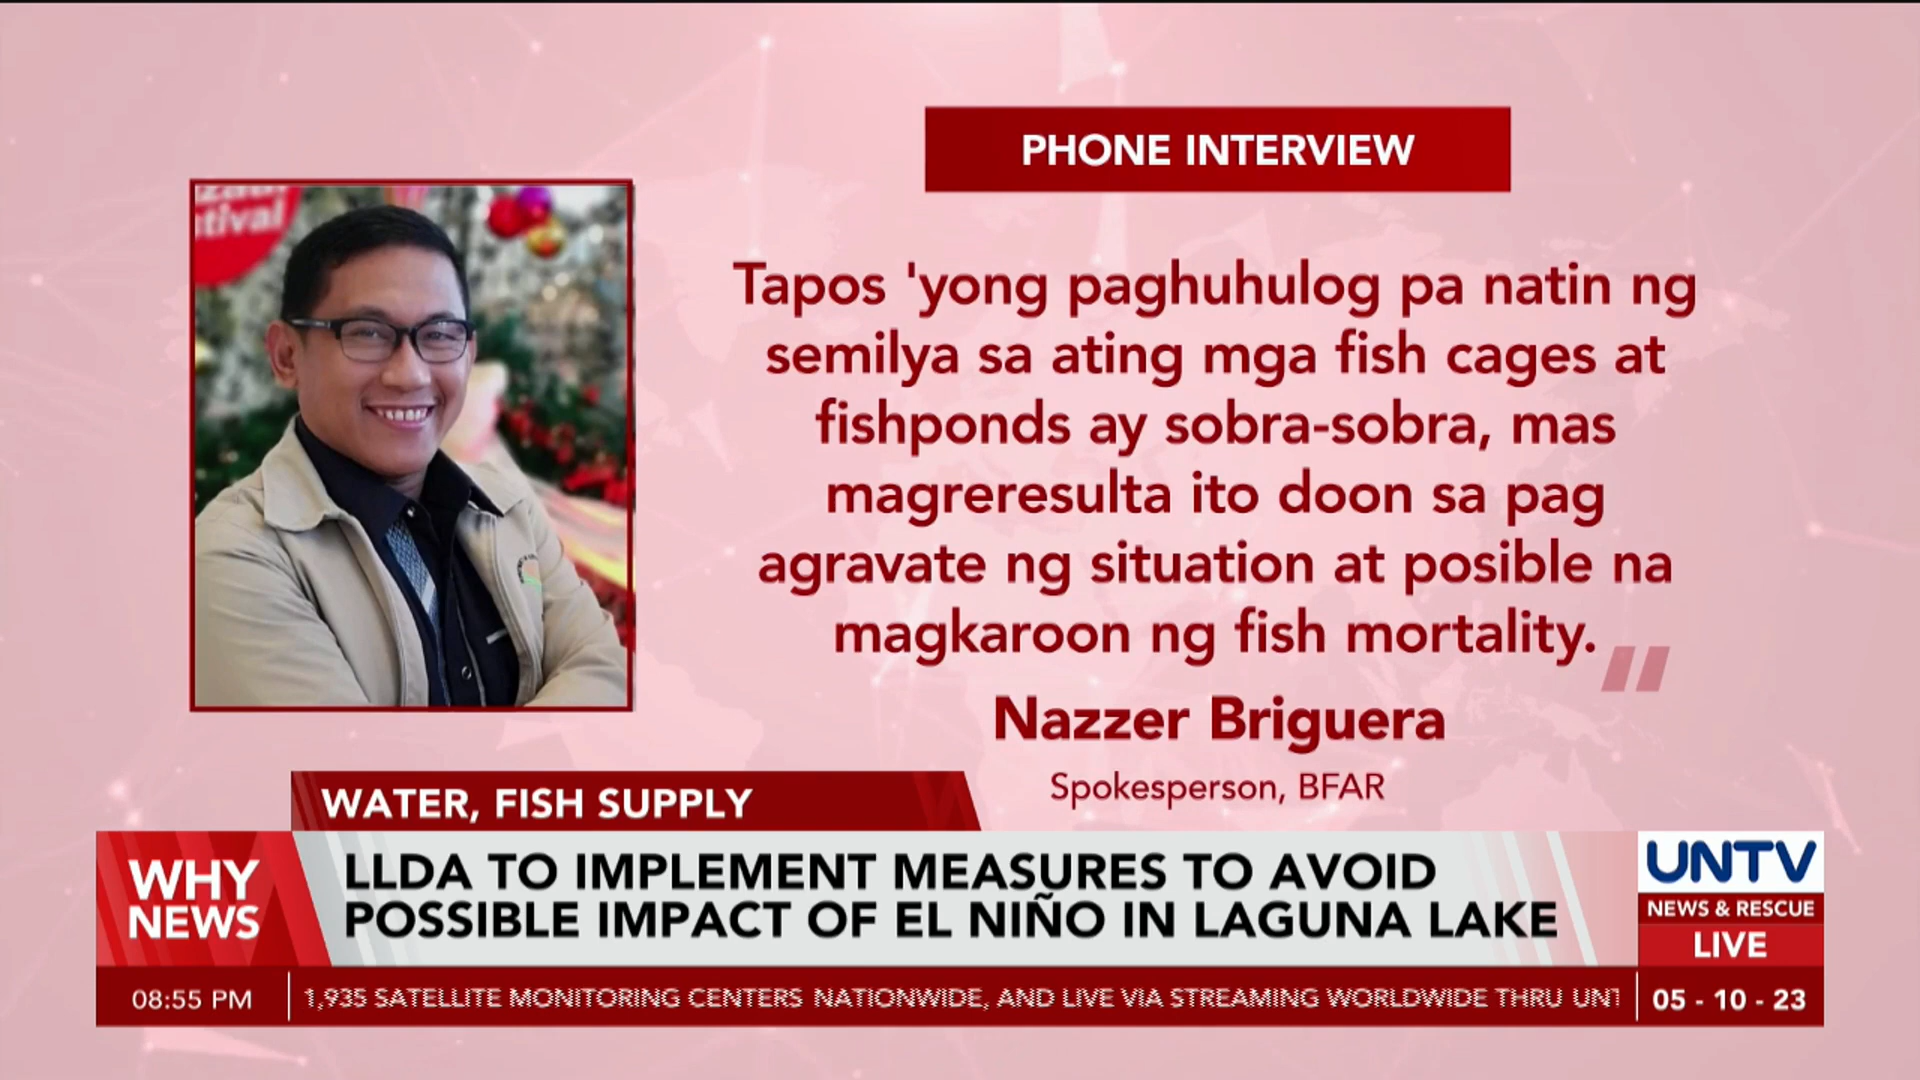 PHONE INTERVIEW
stival
Tapos 'yong paghuhulog pa natin ng
semilya sa ating mga fish cages at
fishponds ay sobra-sobra, mas
magreresulta ito doon sa pag
agravate ng situation at posible na
magkaroon ng fish mortality.
"
Nazzer Briguera
Spokesperson, BFAR
WATER, FISH SUPPLY
WHY
NEWS
LLDA TO IMPLEMENT MEASURES TO AVOID
POSSIBLE IMPACT OF EL NIÑO IN LAGUNA LAKE
UNTV
NEWS & RESCUE
LIVE
08:55 PM
1,935 SATELLITE MONITORING CENTERS NATIONWIDE, AND LIVE VIA STREAMING WORLDWIDE THRU UNT
05 - 10 - 23